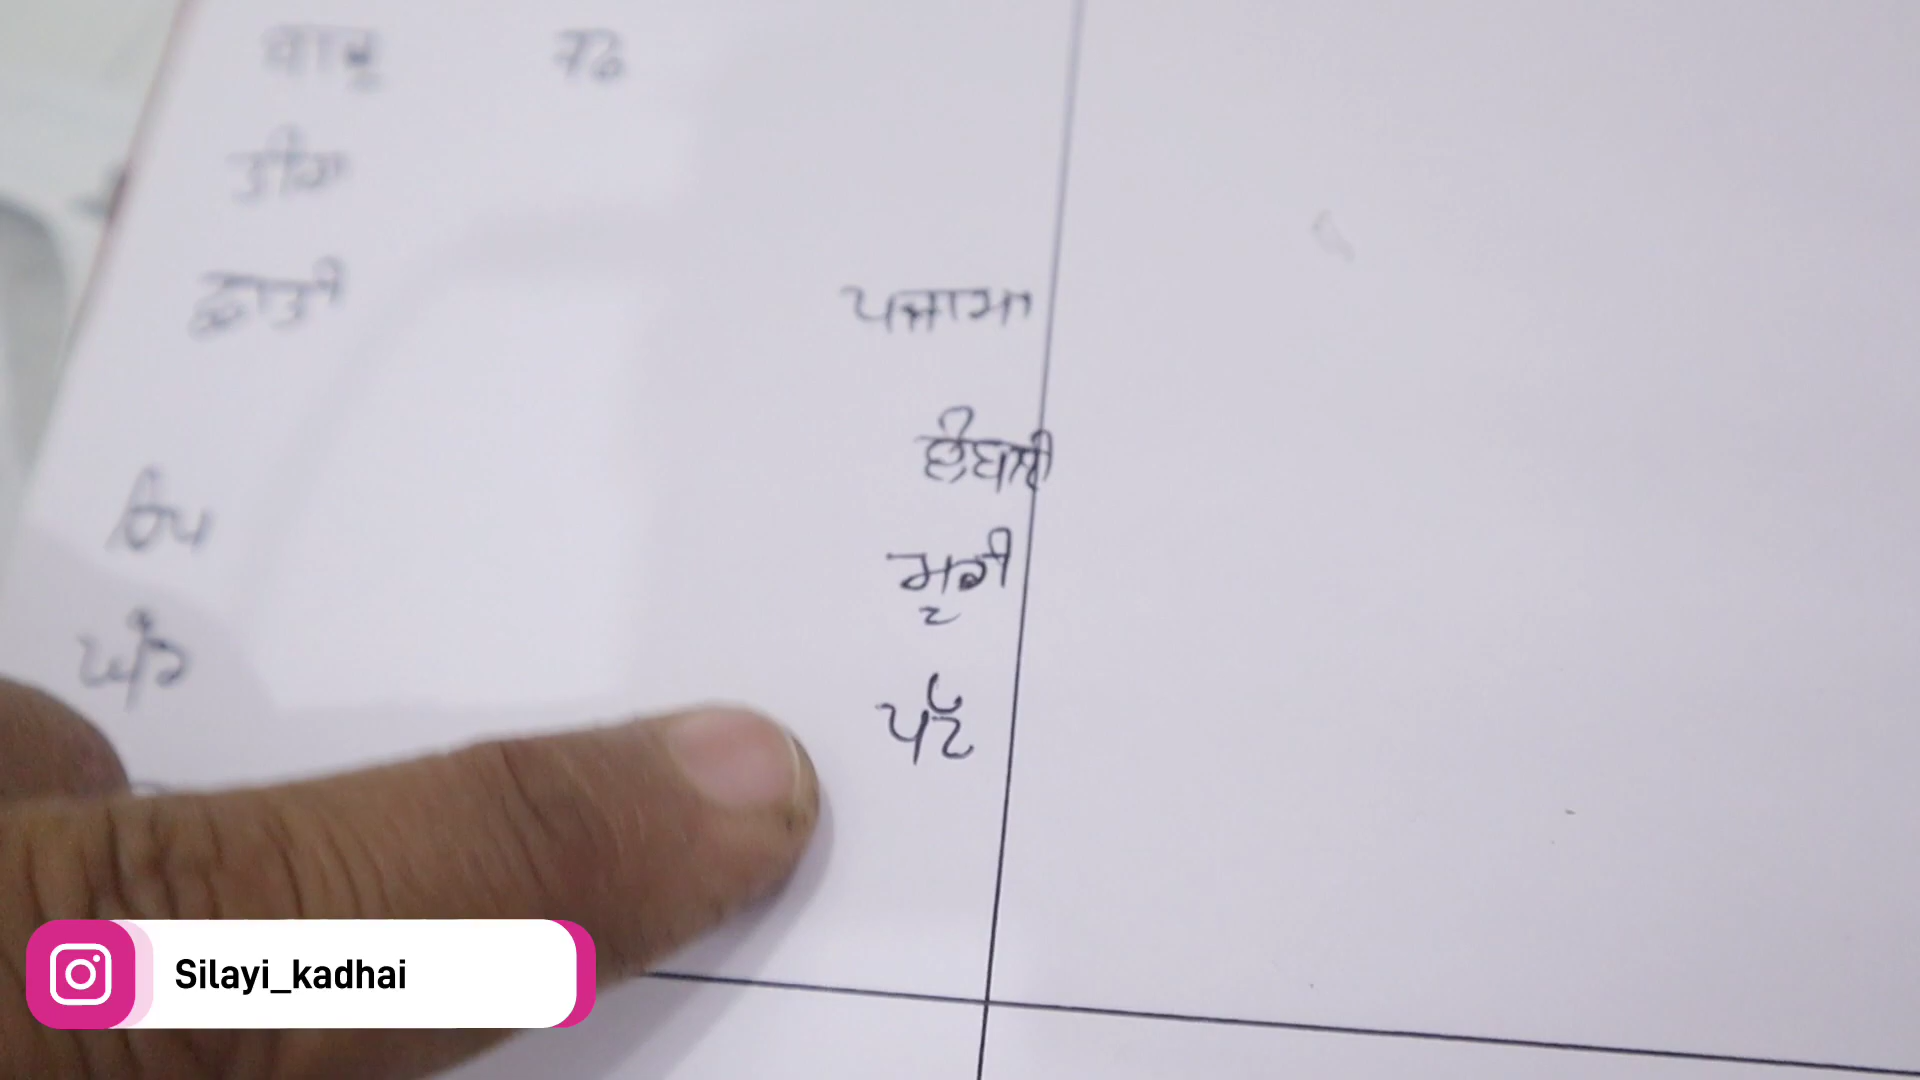 ਤੀਰਾ
ਛਾਤੀ
ਪਜਾਮਾ
ਲੰਬਾਈ
ਹਿਪ
ਮੂਰੀ
ਘੇਰ
ਪੱਟ
Silayi_kadhai